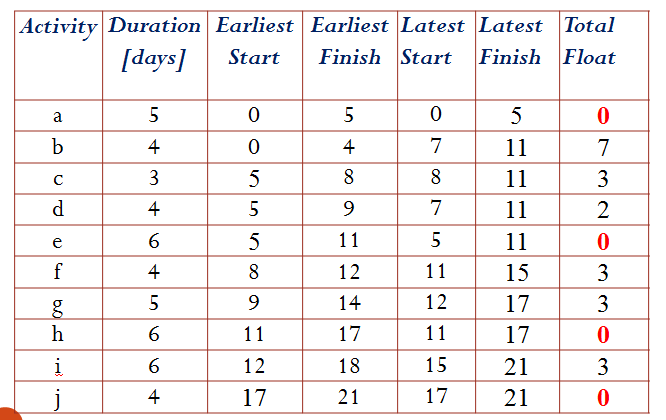 Activity Duration [days] Earliest Start Earliest Finish Latest Start Latest Finish Total Float
a 5 0 5 0 5 0
b 4 0 4 7 11 7
c 3 5 8 8 11 3
d 4 5 9 7 11 2
e 6 5 11 5 11 0
f 4 8 12 11 15 3
g 5 9 14 12 17 3
h 6 11 17 11 17 0
i 6 12 18 15 21 3
j 4 17 21 17 21 0